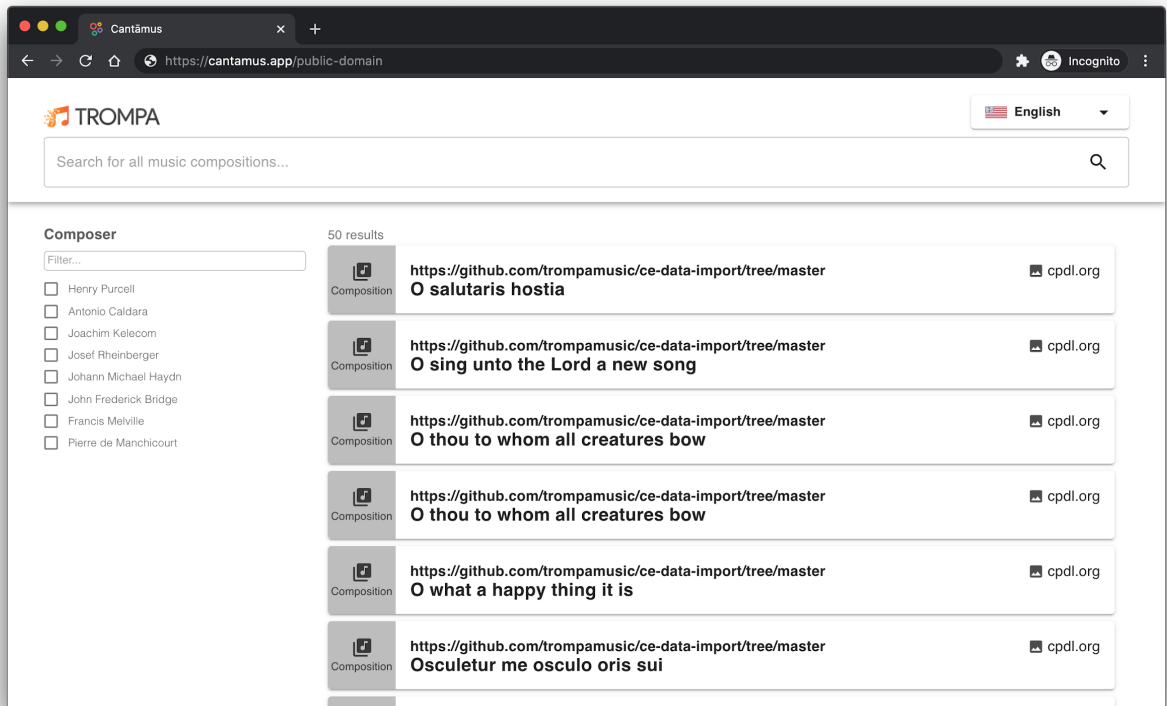 Cantāmus
https://cantamus.app/public-domain
Incognito
TROMPA
English
Search for all music compositions...
Composer
Filter...
Henry Purcell
Antonio Caldara
Joachim Kelecom
Josef Rheinberger
Johann Michael Haydn
John Frederick Bridge
Francis Melville
Pierre de Manchicourt
50 results
Composition
https://github.com/trompamusic/ce-data-import/tree/master
cpdl.org
O salutaris hostia
Composition
https://github.com/trompamusic/ce-data-import/tree/master
cpdl.org
O sing unto the Lord a new song
Composition
https://github.com/trompamusic/ce-data-import/tree/master
cpdl.org
O thou to whom all creatures bow
Composition
https://github.com/trompamusic/ce-data-import/tree/master
cpdl.org
O thou to whom all creatures bow
Composition
https://github.com/trompamusic/ce-data-import/tree/master
cpdl.org
O what a happy thing it is
Composition
https://github.com/trompamusic/ce-data-import/tree/master
cpdl.org
Osculetur me osculo oris sui